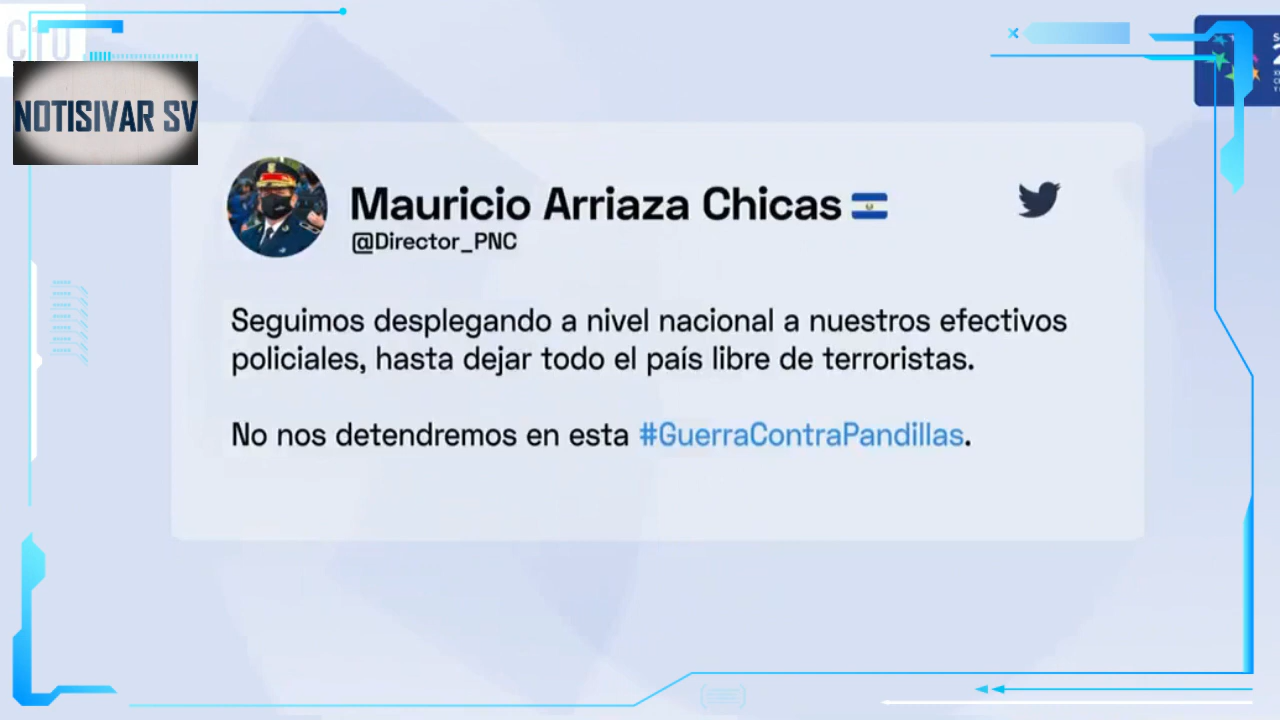 NOTISIVAR SV
Mauricio Arriaza Chicas
@Director_PNC
Seguimos desplegando a nivel nacional a nuestros efectivos
policiales, hasta dejar todo el país libre de terroristas.
No nos detendremos en esta #GuerraContraPandillas.